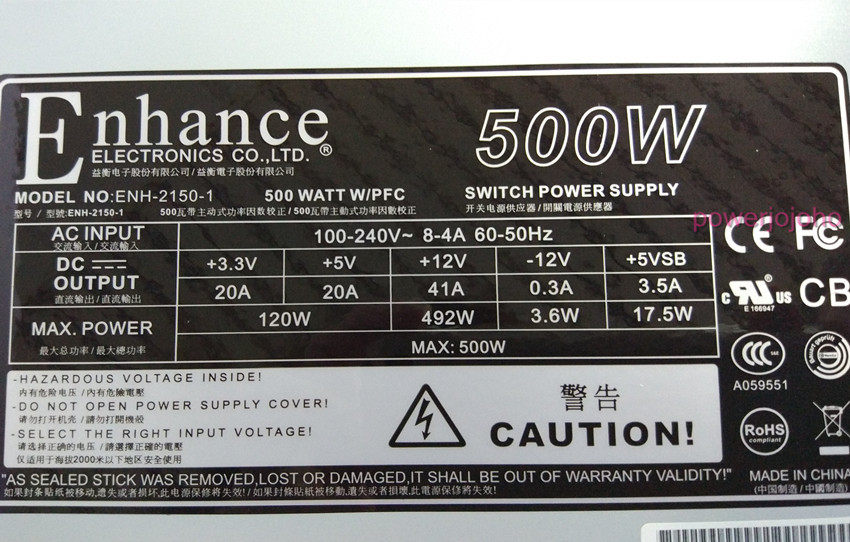 Enhance
ELECTRONICS CO.,LTD. ®
益衡电子股份有限公司 / 益衡電子股份有限公司
500W
MODEL NO:ENH-2150-1 500 WATT W/PFC
型号 / 型號:ENH-2150-1 500瓦带主动式功率因数校正 / 500瓦帶主動式功率因數校正
SWITCH POWER SUPPLY
开关电源供应器 / 開關電源供應器
powerjojobo
AC INPUT 100-240V~ 8-4A 60-50Hz
交流输入 / 交流輸入
DC +3.3V +5V +12V -12V +5VSB
OUTPUT 20A 20A 41A 0.3A 3.5A
直流输出 / 直流輸出
MAX. POWER 120W 492W 3.6W 17.5W
最大总功率 / 最大總功率 MAX: 500W
CE FC
c RU US CB
E 166947
CCC S&E
A059551
geprüft
RoHS
compliant
-HAZARDOUS VOLTAGE INSIDE!
内有危险电压 / 內有危險電壓
-DO NOT OPEN POWER SUPPLY COVER!
请勿打开机壳 / 請勿打開機殼
-SELECT THE RIGHT INPUT VOLTAGE!
请选择正确的电压 / 請選擇正確的電壓
仅适用于海拔2000米以下地区安全使用
警告
CAUTION!
"AS SEALED STICK WAS REMOVED,LOST OR DAMAGED,IT SHALL BE OUT OF WARRANTY VALIDITY!"
如果封条贴纸被移动,遗失或者损坏,此电源保修将失效! / 如果封條貼紙被移動,遺失或者損坏,此電源保修將失效!
MADE IN CHINA
(中国制造 / 中國制造)